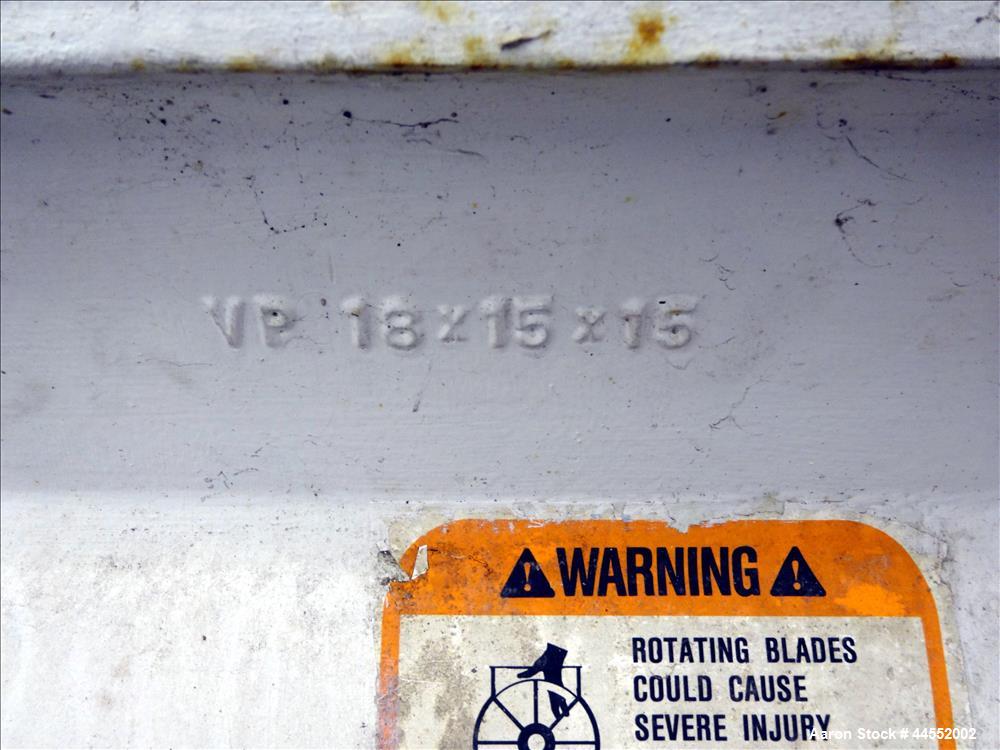 VP 18x15x15
WARNING
ROTATING BLADES
COULD CAUSE
SEVERE INJURY
Aaron Stock # 44552002